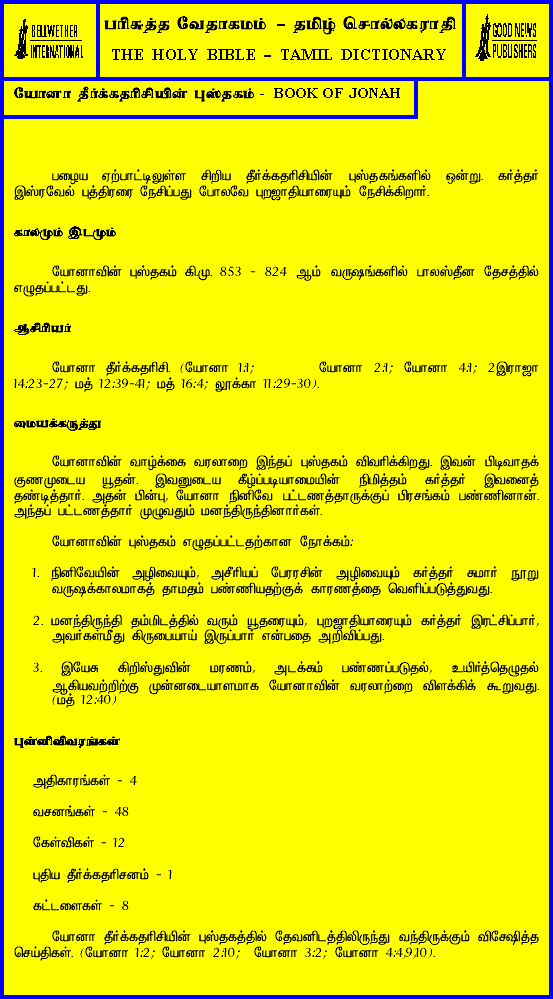 BELLWETHER
INTERNATIONAL
பரிசுத்த வேதாகமம் – தமிழ் சொல்லகராதி
THE HOLY BIBLE – TAMIL DICTIONARY
GOOD NEWS
PUBLISHERS
யோனா தீர்க்கதரிசியின் புஸ்தகம் - BOOK OF JONAH
பழைய ஏற்பாட்டிலுள்ள சிறிய தீர்க்கதரிசியின் புஸ்தகங்களில் ஒன்று. கர்த்தர்
இஸ்ரவேல் புத்திரரை நேசிப்பது போலவே புறஜாதியாரையும் நேசிக்கிறார்.
காலமும் இடமும்
யோனாவின் புஸ்தகம் கி.மு. 853 - 824 ஆம் வருஷங்களில் பாலஸ்தீன தேசத்தில்
எழுதப்பட்டது.
ஆசிரியர்
யோனா தீர்க்கதரிசி. (யோனா 1:1; யோனா 2:1; யோனா 4:1; 2இராஜா
14:23-27; மத் 12:39-41; மத் 16:4; லூக்கா 11:29-30).
மையக்கருத்து
யோனாவின் வாழ்க்கை வரலாறை இந்தப் புஸ்தகம் விவரிக்கிறது. இவன் பிடிவாதக்
குணமுடைய யூதன். இவனுடைய கீழ்ப்படியாமையின் நிமித்தம் கர்த்தர் இவனைத்
தண்டித்தார். அதன் பின்பு, யோனா நினிவே பட்டணத்தாருக்குப் பிரசங்கம் பண்ணினான்.
அந்தப் பட்டணத்தார் முழுவதும் மனந்திருந்தினார்கள்.
யோனாவின் புஸ்தகம் எழுதப்பட்டதற்கான நோக்கம்:
1. நினிவேயின் அழிவையும், அசீரியப் பேரரசின் அழிவையும் கர்த்தர் சுமார் நூறு
வருஷக்காலமாகத் தாமதம் பண்ணியதற்குக் காரணத்தை வெளிப்படுத்துவது.
2. மனந்திருந்தி தம்மிடத்தில் வரும் யூதரையும், புறஜாதியாரையும் கர்த்தர் இரட்சிப்பார்,
அவர்கள்மீது கிருபையாய் இருப்பார் என்பதை அறிவிப்பது.
3. இயேசு கிறிஸ்துவின் மரணம், அடக்கம் பண்ணப்படுதல், உயிர்த்தெழுதல்
ஆகியவற்றிற்கு முன்னடையாளமாக யோனாவின் வரலாற்றை விளக்கிக் கூறுவது.
(மத் 12:40)
புள்ளிவிவரங்கள்
அதிகாரங்கள் - 4
வசனங்கள் - 48
கேள்விகள் - 12
புதிய தீர்க்கதரிசனம் - 1
கட்டளைகள் - 8
யோனா தீர்க்கதரிசியின் புஸ்தகத்தில் தேவனிடத்திலிருந்து வந்திருக்கும் விசேஷித்த
செய்திகள். (யோனா 1:2; யோனா 2:10; யோனா 3:2; யோனா 4:4,9,10).